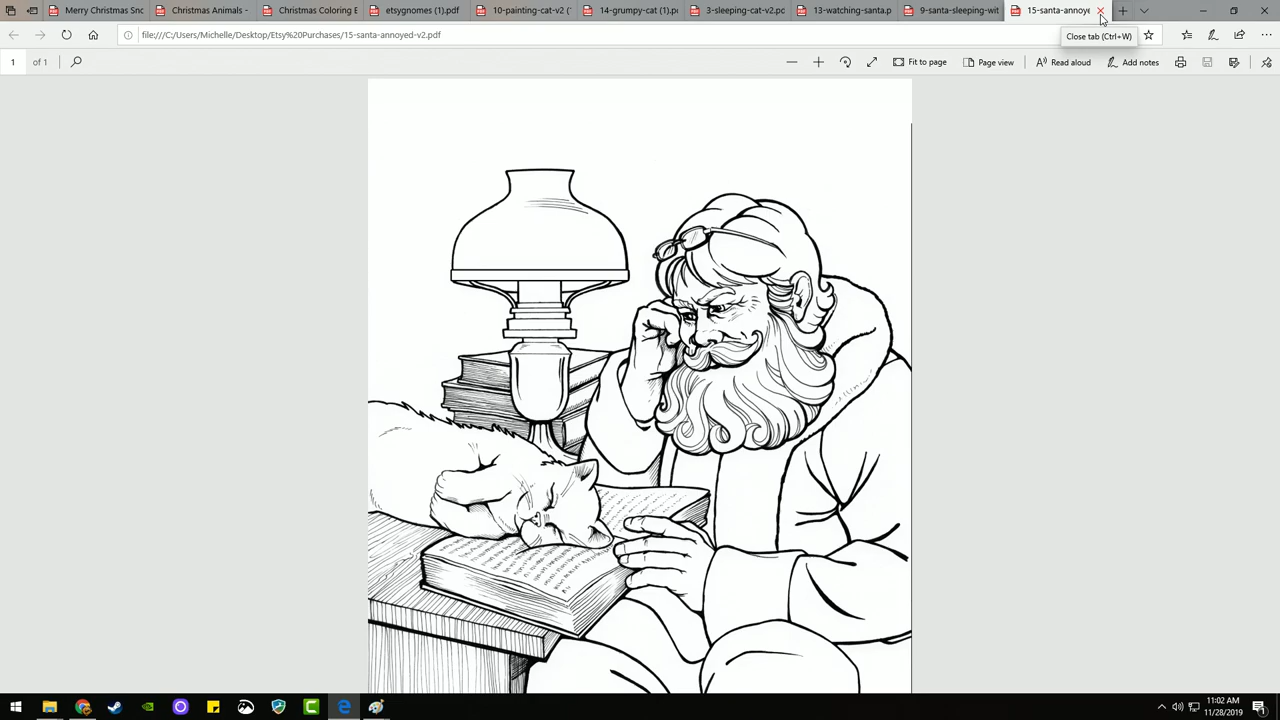 Merry Christmas Sno
Christmas Animals -
Christmas Coloring E
etsygnomes (1).pdf
10-painting-cat-v2 (
14-grumpy-cat (1).pc
3-sleeping-cat-v2.pc
13-watching-santa.p
9-santa-sleeping-wit
15-santa-annoye
file:///C:/Users/Michelle/Desktop/Etsy%20Purchases/15-santa-annoyed-v2.pdf
Close tab (Ctrl+W)
1 of 1
Fit to page
Page view
Read aloud
Add notes
11:02 AM
11/28/2019